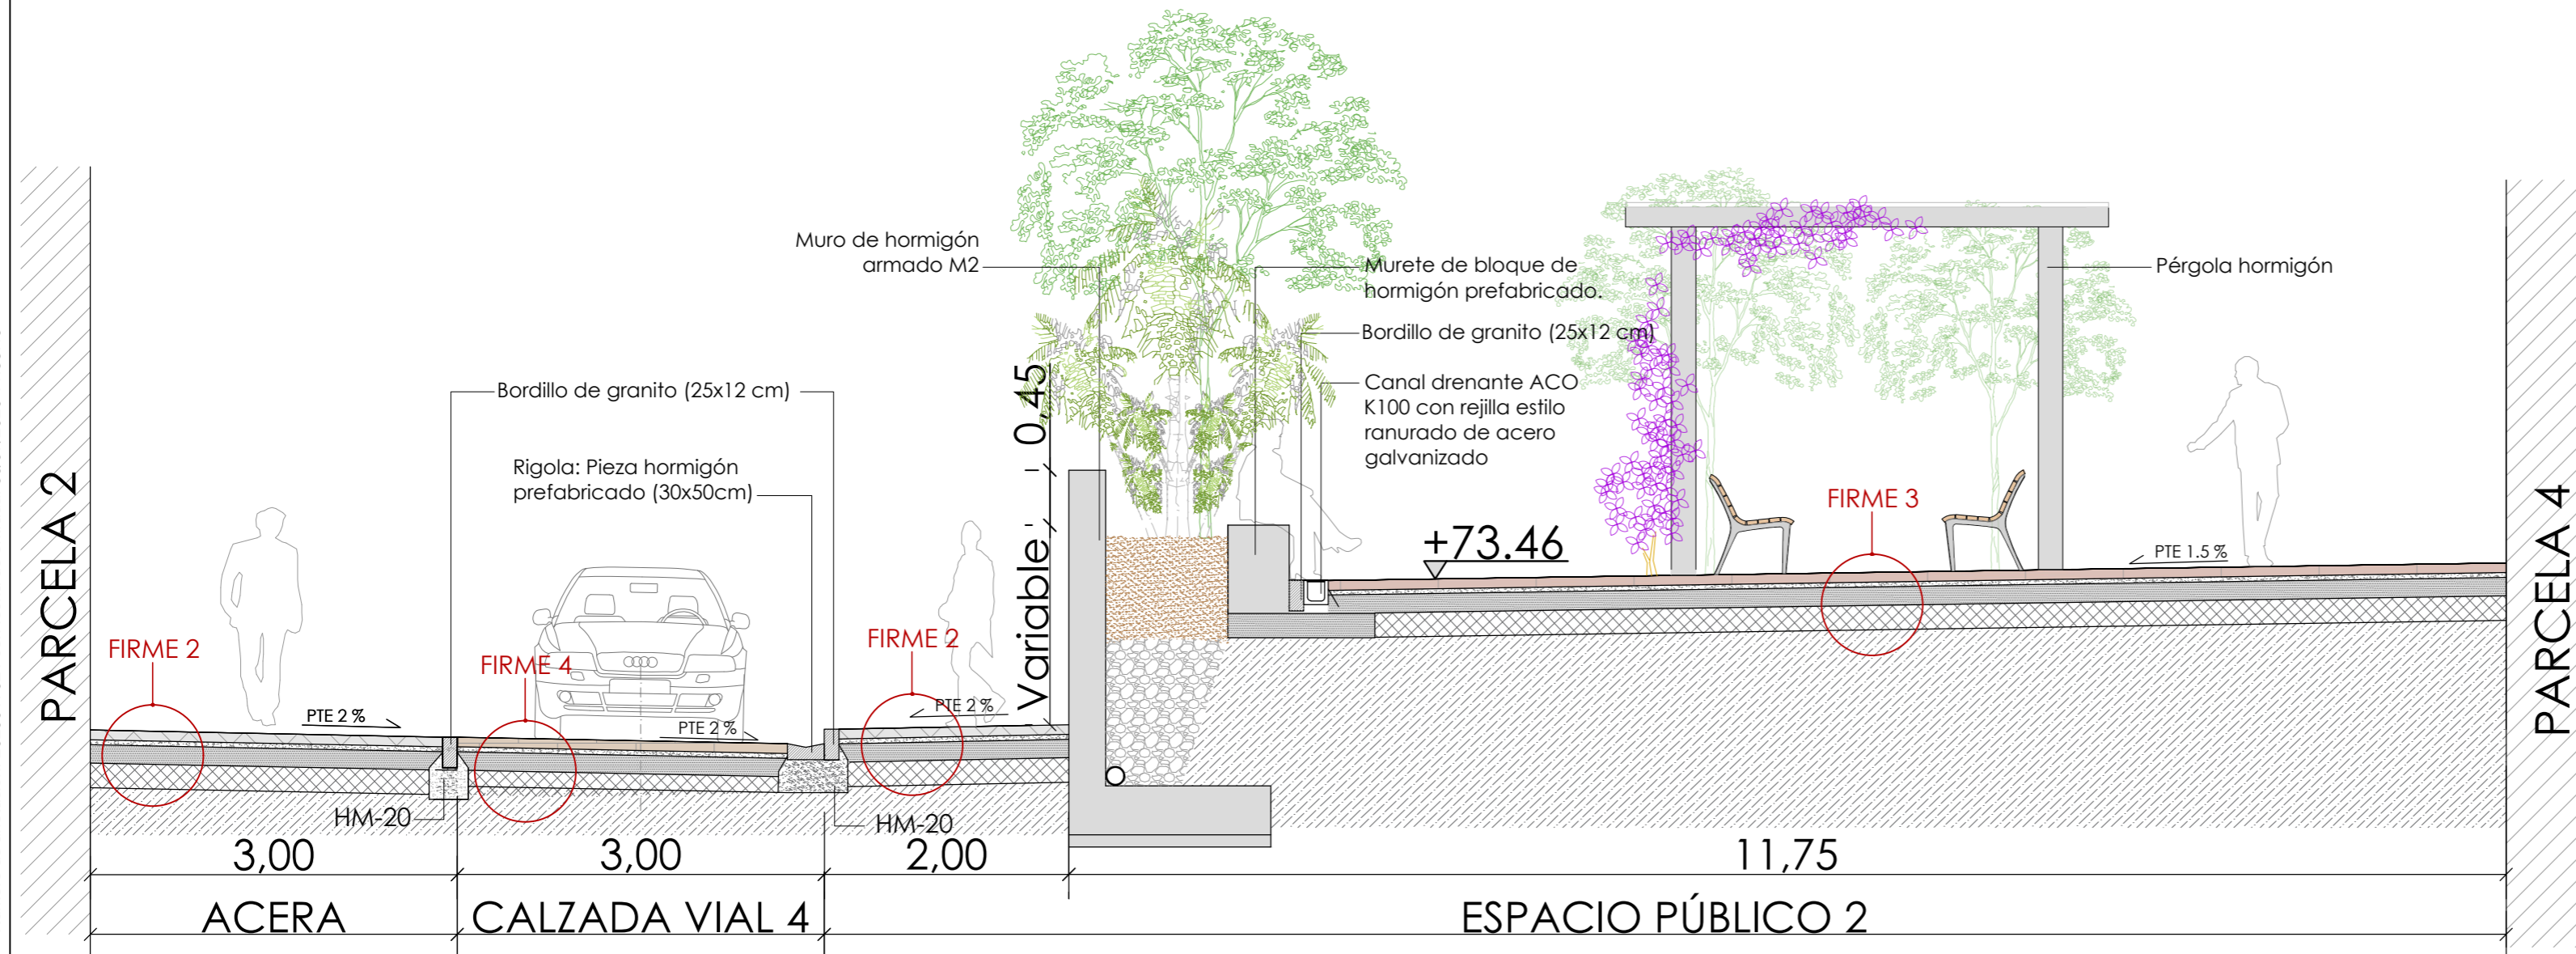 Muro de hormigón
armado M2
Murete de bloque de
hormigón prefabricado.
Pérgola hormigón
Bordillo de granito (25x12 cm)
Canal drenante ACO
K100 con rejilla estilo
ranurado de acero
galvanizado
Bordillo de granito (25x12 cm)
Rigola: Pieza hormigón
prefabricado (30x50cm)
0,45
Variable
PARCELA 2
PARCELA 4
+73.46
FIRME 3
PTE 1.5 %
FIRME 2
FIRME 4
FIRME 2
PTE 2 %
PTE 2 %
PTE 2 %
HM-20
HM-20
3,00
3,00
2,00
11,75
ACERA
CALZADA VIAL 4
ESPACIO PÚBLICO 2